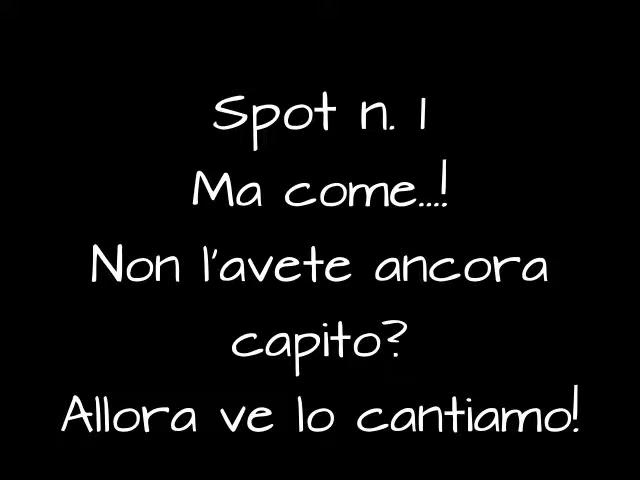 Spot n. 1
Ma come...!
Non l'avete ancora
capito?
Allora ve lo cantiamo!